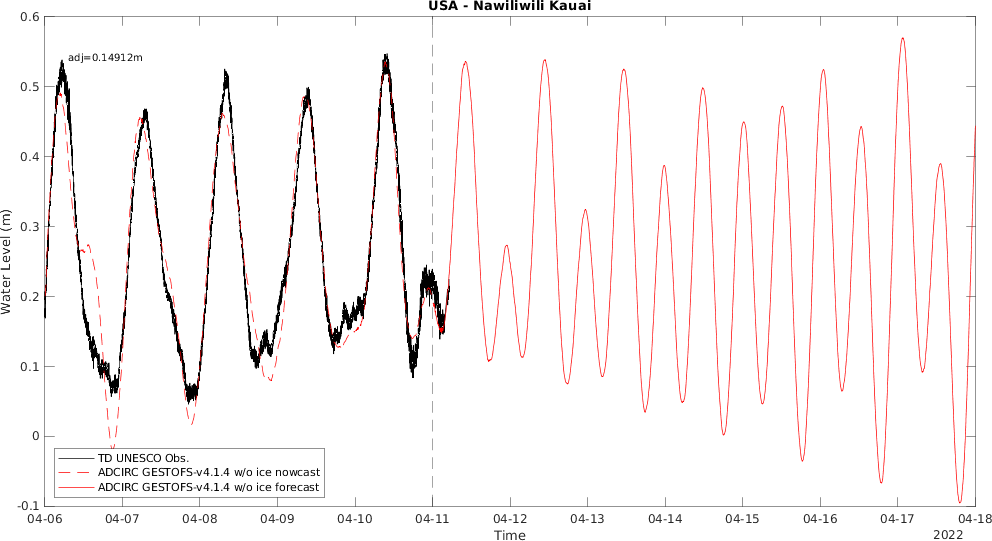 USA - Nawiliwili Kauai
0.6
adj=0.14912m
0.5
0.4
0.3
0.2
0.1
0
-0.1
Water Level (m)
TD UNESCO Obs.
ADCIRC GESTOFS-v4.1.4 w/o ice nowcast
ADCIRC GESTOFS-v4.1.4 w/o ice forecast
04-06 04-07 04-08 04-09 04-10 04-11 04-12 04-13 04-14 04-15 04-16 04-17 04-18
Time
2022